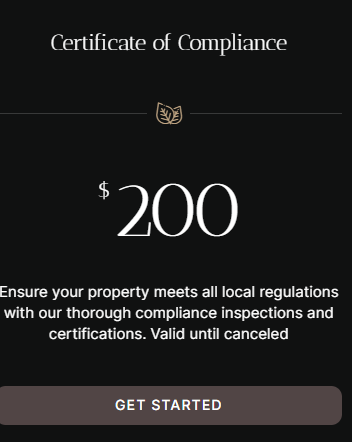 Certificate of Compliance
$200
Ensure your property meets all local regulations
with our thorough compliance inspections and
certifications. Valid until canceled
GET STARTED